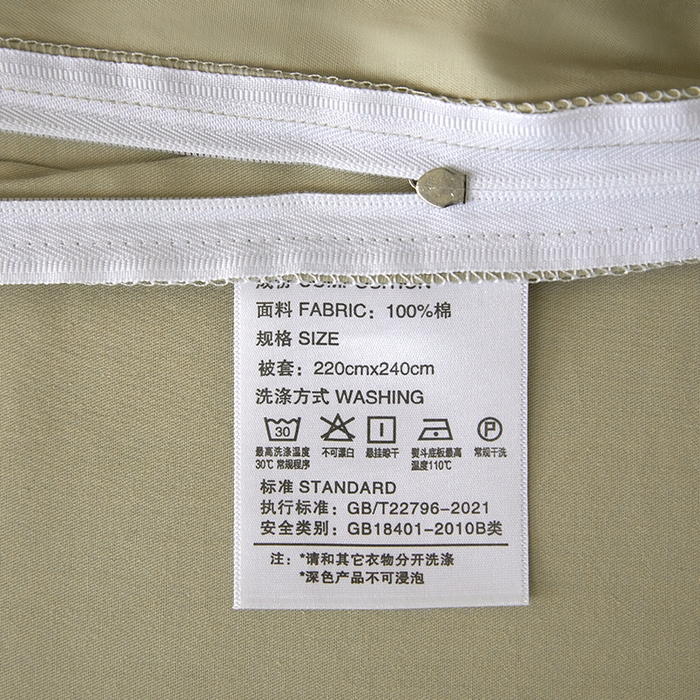 面料 FABRIC: 100%棉
规格 SIZE
被套: 220cmx240cm
洗涤方式 WASHING
30 P
最高洗涤温度 不可漂白 悬挂晾干 熨斗底板最高 常规干洗
30℃ 常规程序 温度110℃
标准 STANDARD
执行标准: GB/T22796-2021
安全类别: GB18401-2010B类
注: *请和其它衣物分开洗涤
*深色产品不可浸泡